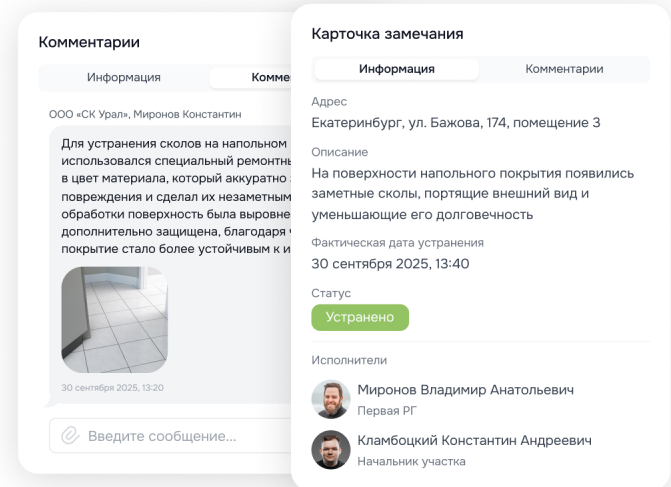 Комментарии
Информация
Комме
ООО «СК Урал», Миронов Константин
Для устранения сколов на напольном
использовался специальный ремонтны
в цвет материала, который аккуратно
повреждения и сделал их незаметным
обработки поверхность была выровне
дополнительно защищена, благодаря
покрытие стало более устойчивым к и
30 сентября 2025, 13:20
Введите сообщение...
Карточка замечания
Информация
Комментарии
Адрес
Екатеринбург, ул. Бажова, 174, помещение 3
Описание
На поверхности напольного покрытия появились
заметные сколы, портящие внешний вид и
уменьшающие его долговечность
Фактическая дата устранения
30 сентября 2025, 13:40
Статус
Устранено
Исполнители
Миронов Владимир Анатольевич
Первая РГ
Кламбоцкий Константин Андреевич
Начальник участка